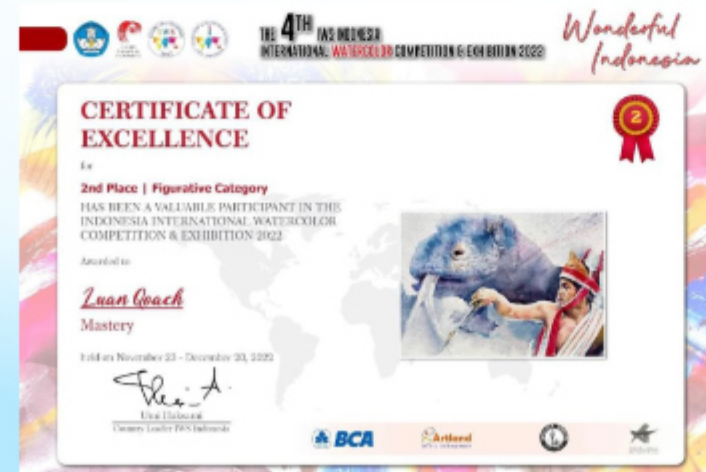 THE 4TH IWS INDONESIA
INTERNATIONAL WATERCOLOR COMPETITION & EXHIBITION 2022
Wonderful
Indonesia
CERTIFICATE OF
EXCELLENCE
for
2
2nd Place | Figurative Category
HAS BEEN A VALUABLE PARTICIPANT IN THE
INDONESIA INTERNATIONAL WATERCOLOR
COMPETITION & EXHIBITION 2022
Awarded to
Luan Qoach
Mastery
held on November 23 - December 20, 2022
Country Leader IWS Indonesia
BCA
Artland